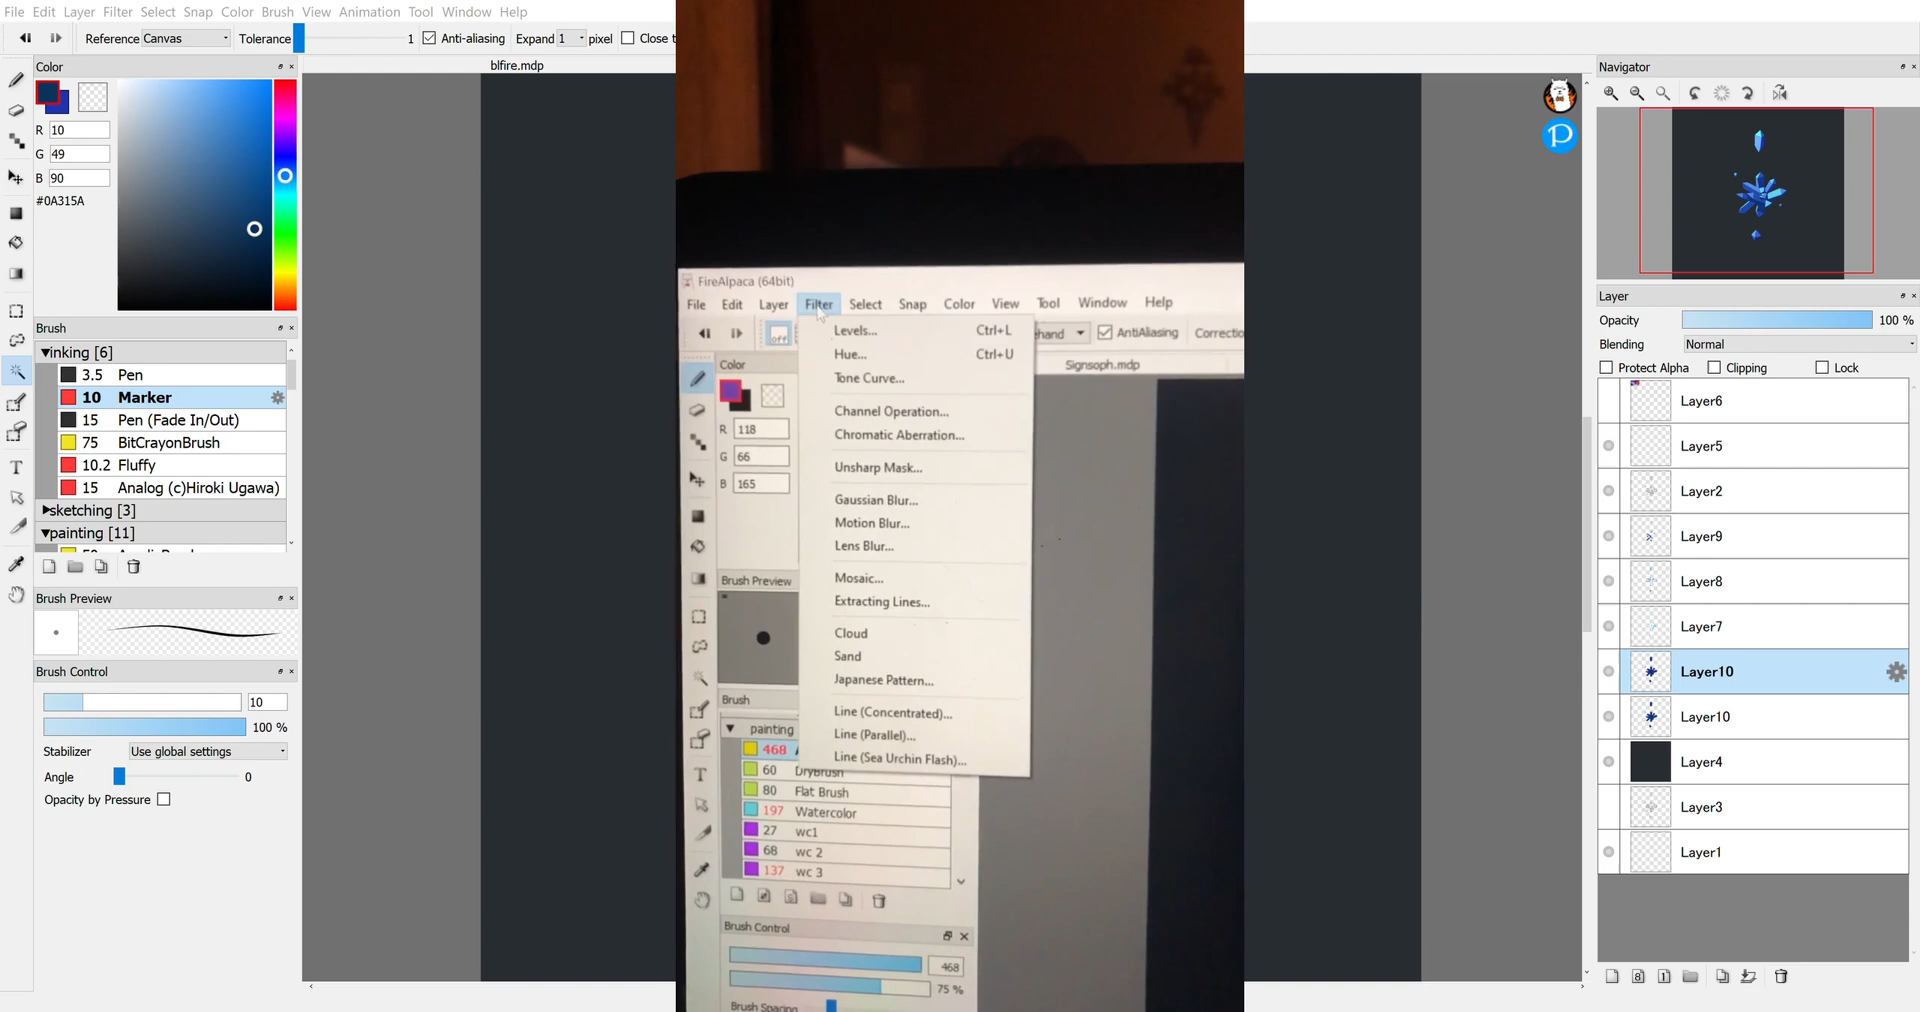 File Edit Layer Filter Select Snap Color Brush View Animation Tool Window Help
Reference Canvas Tolerance 1 Anti-aliasing Expand 1 pixel Close
blfire.mdp
Color
R 10
G 49
B 90
#0A315A
Brush
inking [6]
3.5 Pen
10 Marker
15 Pen (Fade In/Out)
75 BitCrayonBrush
10.2 Fluffy
15 Analog (c)Hiroki Ugawa)
sketching [3]
painting [11]
Brush Preview
Brush Control
10
100 %
Stabilizer Use global settings
Angle 0
Opacity by Pressure
FireAlpaca (64bit)
File Edit Layer Filter Select Snap Color View Tool Window Help
off
hand AntiAliasing Correctio
Color
Signsoph.mdp
R 118
G 66
B 165
Levels... Ctrl+L
Hue... Ctrl+U
Tone Curve...
Channel Operation...
Chromatic Aberration...
Unsharp Mask...
Gaussian Blur...
Motion Blur...
Lens Blur...
Mosaic...
Extracting Lines...
Cloud
Sand
Japanese Pattern...
Line (Concentrated)...
Line (Parallel)...
Line (Sea Urchin Flash)...
Brush Preview
Brush
painting
468
60 DryBrush
80 Flat Brush
197 Watercolor
27 wc1
68 wc 2
137 wc 3
Brush Control
468
75 %
Brush Spacing
P
Navigator
Layer
Opacity 100 %
Blending Normal
Protect Alpha Clipping Lock
Layer6
Layer5
Layer2
Layer9
Layer8
Layer7
Layer10
Layer10
Layer4
Layer3
Layer1
8
1
T
T